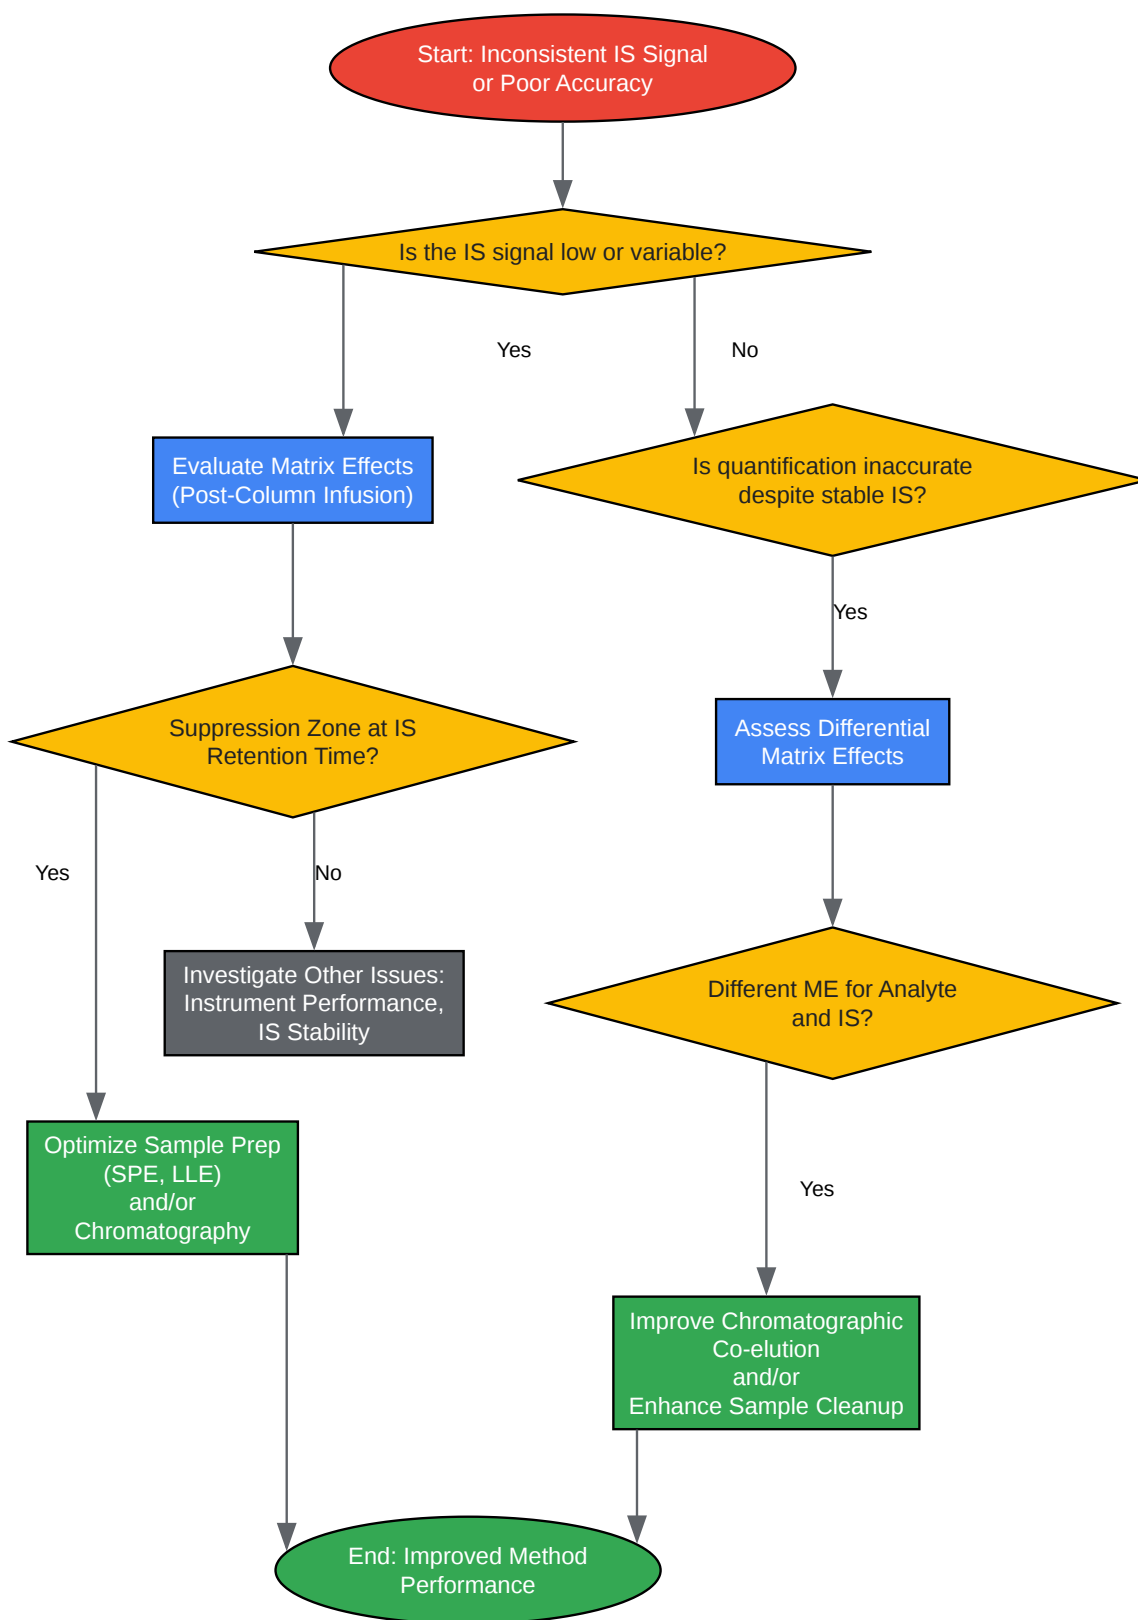 Start: Inconsistent IS Signal
or Poor Accuracy
Is the IS signal low or variable?
Yes
No
Evaluate Matrix Effects
(Post-Column Infusion)
Is quantification inaccurate
despite stable IS?
Yes
Suppression Zone at IS
Retention Time?
Assess Differential
Matrix Effects
Yes
No
Investigate Other Issues:
Instrument Performance,
IS Stability
Different ME for Analyte
and IS?
Optimize Sample Prep
(SPE, LLE)
and/or
Chromatography
Yes
Improve Chromatographic
Co-elution
and/or
Enhance Sample Cleanup
End: Improved Method
Performance